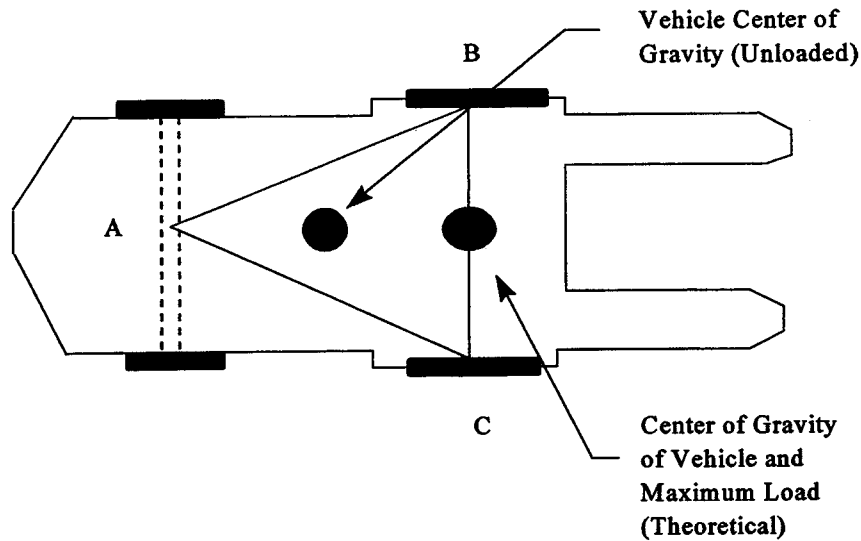 Vehicle Center of
Gravity (Unloaded)
B
A
C
Center of Gravity
of Vehicle and
Maximum Load
(Theoretical)